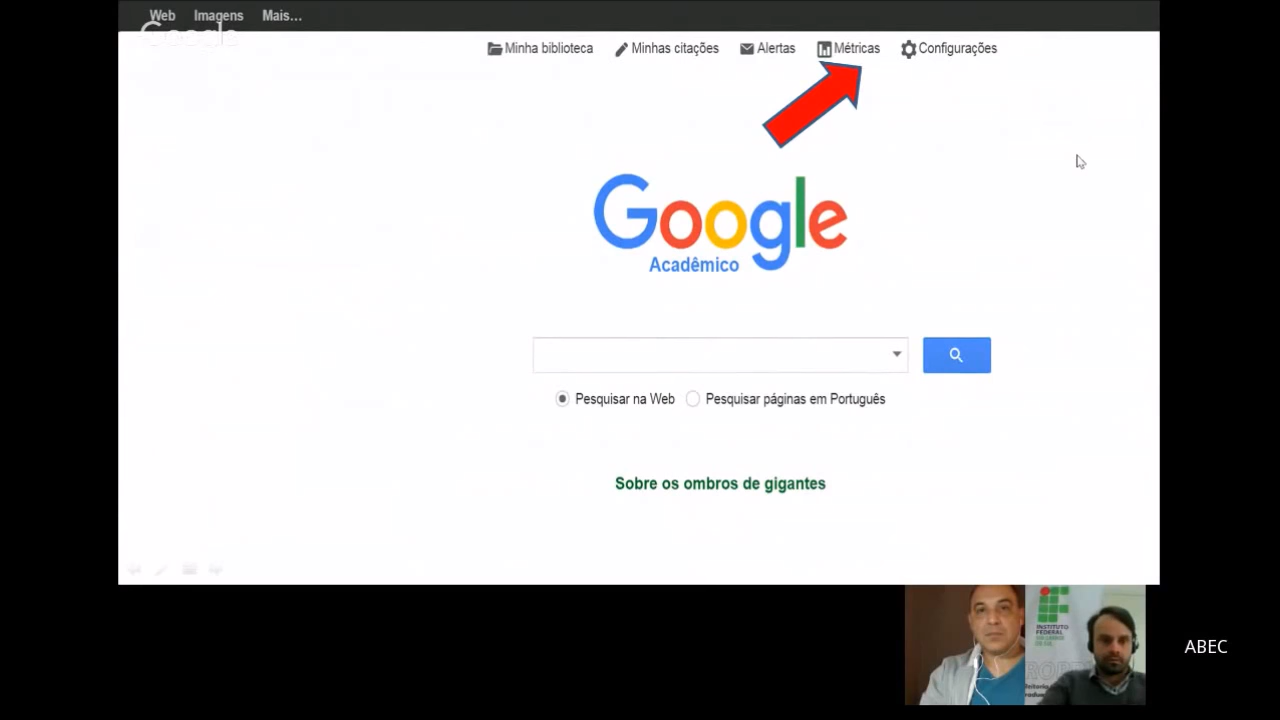 Web Imagens Mais...
Google
Minha biblioteca Minhas citações Alertas Métricas Configurações
Google
Acadêmico
Pesquisar na Web Pesquisar páginas em Português
Sobre os ombros de gigantes
INSTITUTO
FEDERAL
ABEC